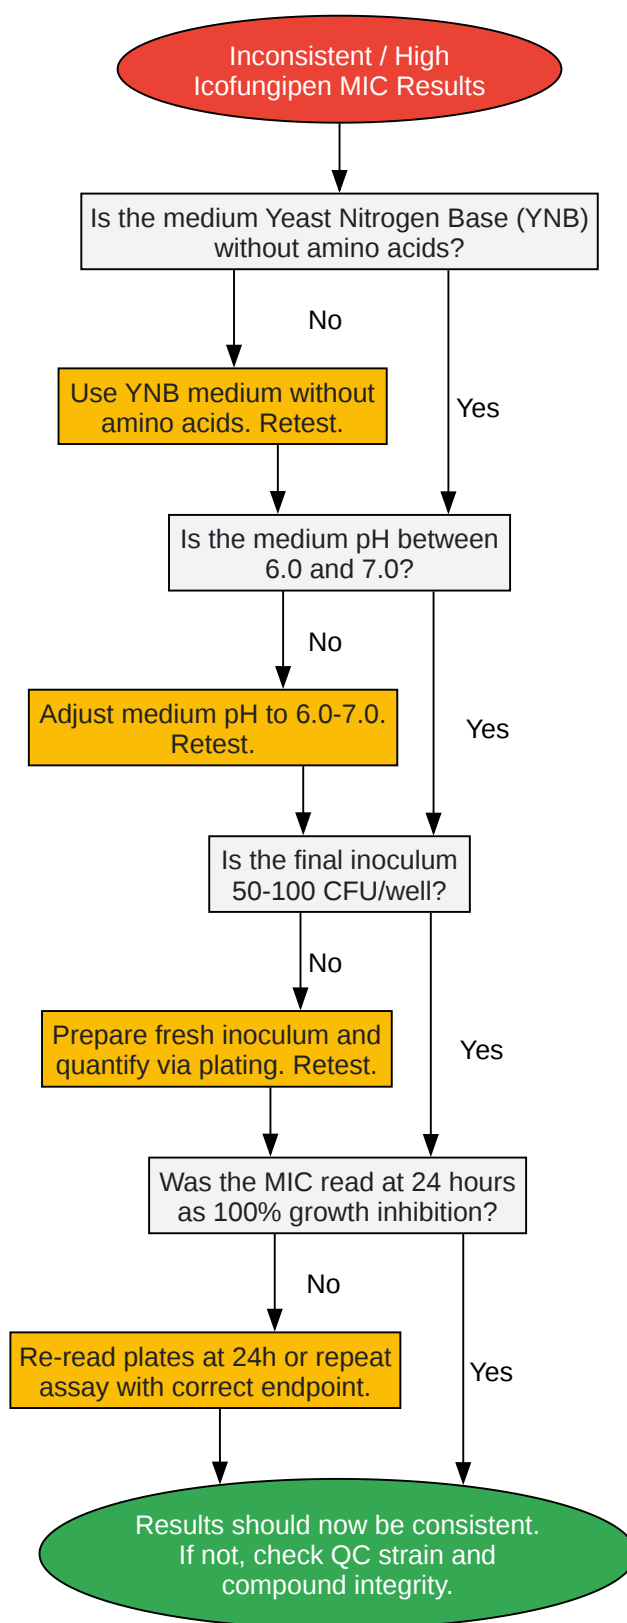 Inconsistent / High
Icofungipen MIC Results
Is the medium Yeast Nitrogen Base (YNB)
without amino acids?
No
Use YNB medium without
amino acids. Retest.
Yes
Is the medium pH between
6.0 and 7.0?
No
Adjust medium pH to 6.0-7.0.
Retest.
Yes
Is the final inoculum
50-100 CFU/well?
No
Prepare fresh inoculum and
quantify via plating. Retest.
Yes
Was the MIC read at 24 hours
as 100% growth inhibition?
No
Re-read plates at 24h or repeat
assay with correct endpoint.
Yes
Results should now be consistent.
If not, check QC strain and
compound integrity.